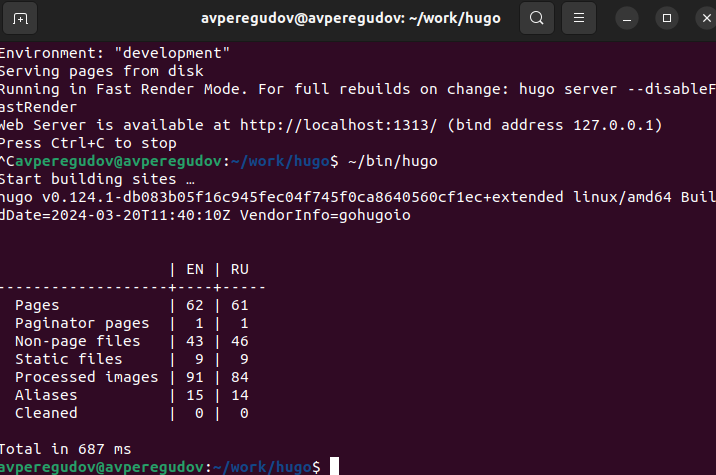 avperegudov@avperegudov: ~/work/hugo
Environment: "development"
Serving pages from disk
Running in Fast Render Mode. For full rebuilds on change: hugo server --disableF
astRender
Web Server is available at http://localhost:1313/ (bind address 127.0.0.1)
Press Ctrl+C to stop
^Cavperegudov@avperegudov:~/work/hugo$ ~/bin/hugo
Start building sites …
hugo v0.124.1-db083b05f16c945fec04f745f0ca8640560cf1ec+extended linux/amd64 Buil
dDate=2024-03-20T11:40:10Z VendorInfo=gohugoio
                   | EN | RU
-------------------+----+-----
  Pages            | 62 | 61
  Paginator pages  |  1 |  1
  Non-page files   | 43 | 46
  Static files     |  9 |  9
  Processed images | 91 | 84
  Aliases          | 15 | 14
  Cleaned          |  0 |  0
Total in 687 ms
avperegudov@avperegudov:~/work/hugo$